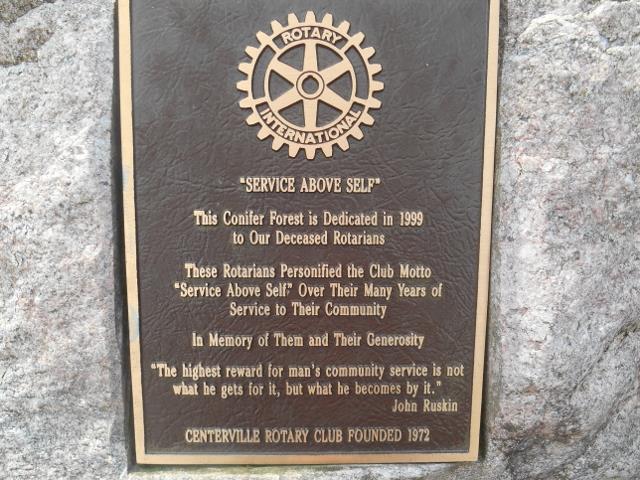 ROTARY
INTERNATIONAL
"SERVICE ABOVE SELF"
This Conifer Forest is Dedicated in 1999
to Our Deceased Rotarians
These Rotarians Personified the Club Motto
"Service Above Self" Over Their Many Years of
Service to Their Community
In Memory of Them and Their Generosity
"The highest reward for man's community service is not
what he gets for it, but what he becomes by it."
John Ruskin
CENTERVILLE ROTARY CLUB FOUNDED 1972